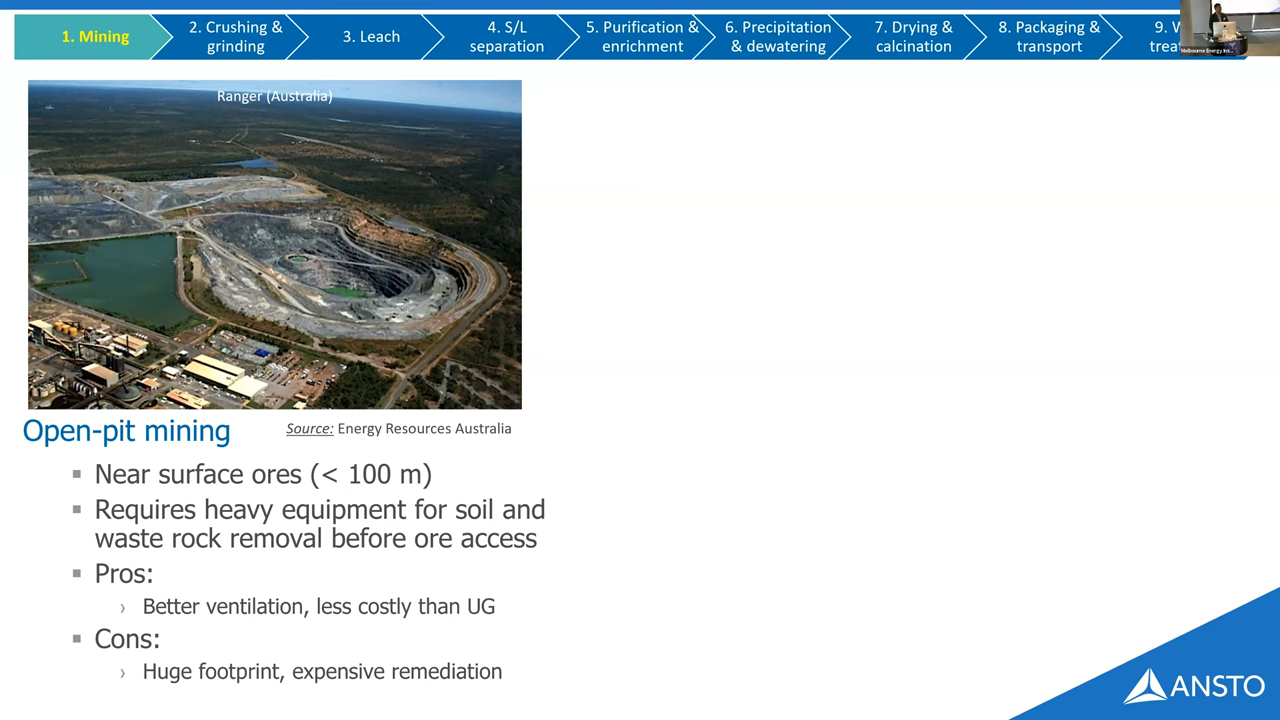 1. Mining
2. Crushing &
grinding
3. Leach
4. S/L
separation
5. Purification &
enrichment
6. Precipitation
& dewatering
7. Drying &
calcination
8. Packaging &
transport
9.
Melbourne Energy Ins...
Ranger (Australia)
Open-pit mining
Source: Energy Resources Australia
▪ Near surface ores (< 100 m)
▪ Requires heavy equipment for soil and
waste rock removal before ore access
▪ Pros:
› Better ventilation, less costly than UG
▪ Cons:
› Huge footprint, expensive remediation
ANSTO